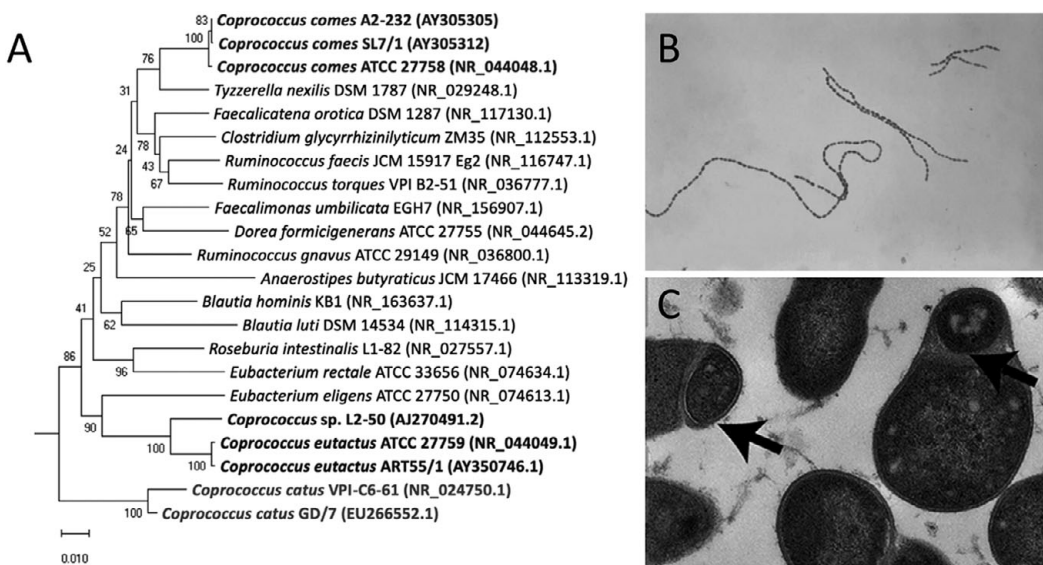 A
B
C
83
Coprococcus comes A2-232 (AY305305)
100
Coprococcus comes SL7/1 (AY305312)
76
Coprococcus comes ATCC 27758 (NR_044048.1)
31
Tyzzerella nexilis DSM 1787 (NR_029248.1)
Faecalicatena orotica DSM 1287 (NR_117130.1)
24
78
Clostridium glycyrrhizinilyticum ZM35 (NR_112553.1)
43
Ruminococcus faecis JCM 15917 Eg2 (NR_116747.1)
67
Ruminococcus torques VPI B2-51 (NR_036777.1)
78
Faecalimonas umbilicata EGH7 (NR_156907.1)
65
Dorea formicigenerans ATCC 27755 (NR_044645.2)
52
Ruminococcus gnavus ATCC 29149 (NR_036800.1)
25
Anaerostipes butyraticus JCM 17466 (NR_113319.1)
41
Blautia hominis KB1 (NR_163637.1)
62
Blautia luti DSM 14534 (NR_114315.1)
86
Roseburia intestinalis L1-82 (NR_027557.1)
96
Eubacterium rectale ATCC 33656 (NR_074634.1)
Eubacterium eligens ATCC 27750 (NR_074613.1)
90
Coprococcus sp. L2-50 (AJ270491.2)
100
Coprococcus eutactus ATCC 27759 (NR_044049.1)
100
Coprococcus eutactus ART55/1 (AY350746.1)
Coprococcus catus VPI-C6-61 (NR_024750.1)
100
Coprococcus catus GD/7 (EU266552.1)
0.010